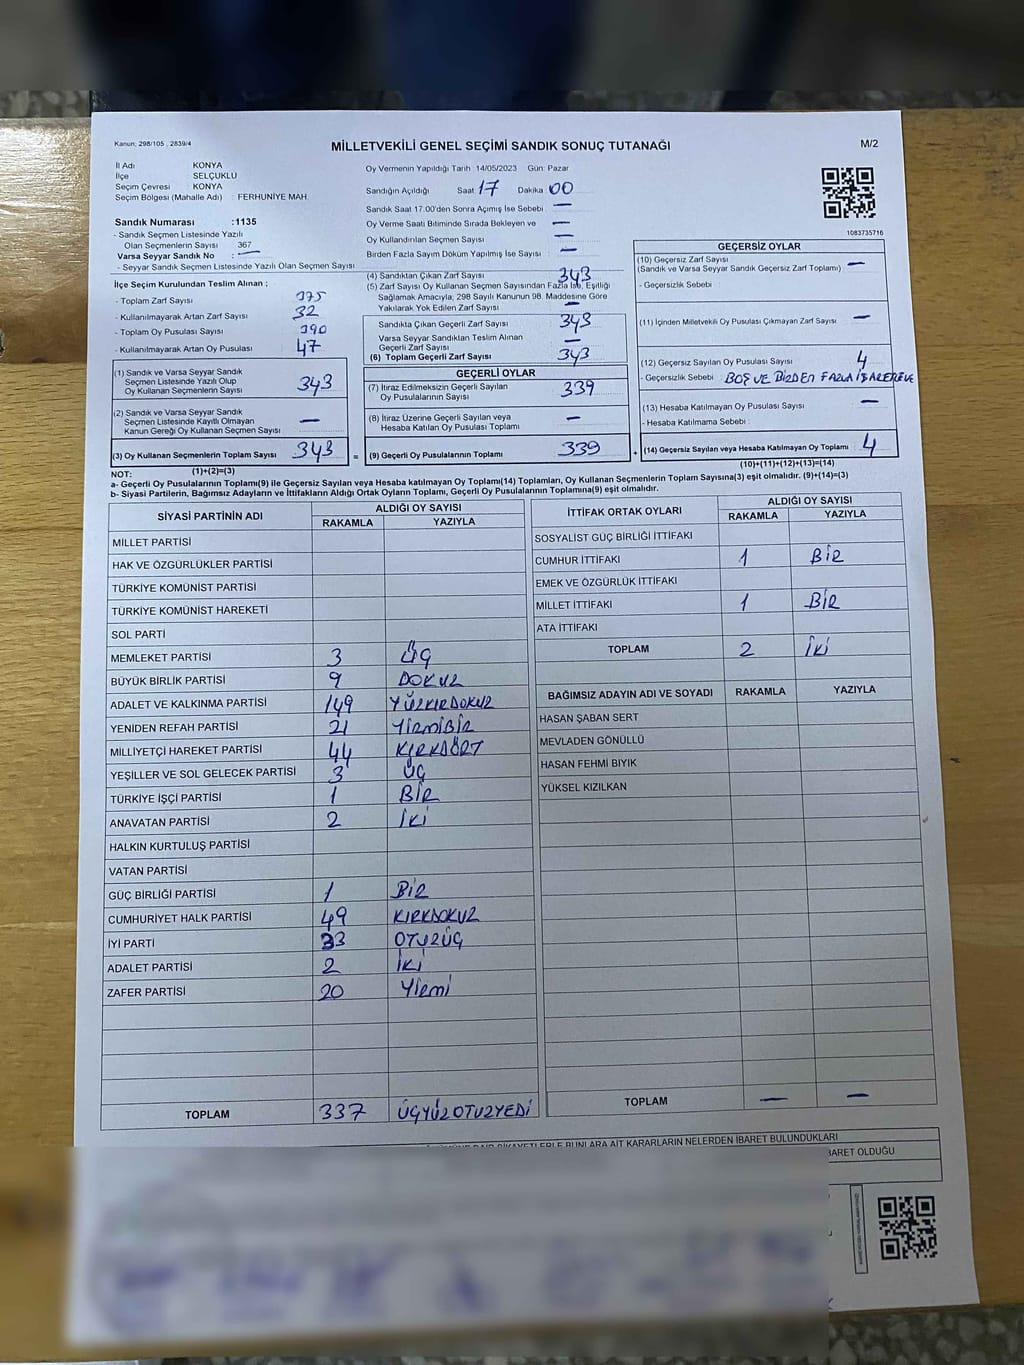 Kanun; 298/105 , 2839/4
MİLLETVEKİLİ GENEL SEÇİMİ SANDIK SONUÇ TUTANAĞI
M/2
İl Adı KONYA
İlçe SELÇUKLU
Seçim Çevresi KONYA
Seçim Bölgesi (Mahalle Adı) : FERHUNİYE MAH.
Sandık Numarası :1135
- Sandık Seçmen Listesinde Yazılı
Olan Seçmenlerin Sayısı 367
Varsa Seyyar Sandık No : —
- Seyyar Sandık Seçmen Listesinde Yazılı Olan Seçmen Sayısı
İlçe Seçim Kurulundan Teslim Alınan ;
- Toplam Zarf Sayısı 375
- Kullanılmayarak Artan Zarf Sayısı 32
- Toplam Oy Pusulası Sayısı 390
- Kullanılmayarak Artan Oy Pusulası 47
(1) Sandık ve Varsa Seyyar Sandık
Seçmen Listesinde Yazılı Olup
Oy Kullanan Seçmenlerin Sayısı 343
(2) Sandık ve Varsa Seyyar Sandık
Seçmen Listesinde Kayıtlı Olmayan
Kanun Gereği Oy Kullanan Seçmen Sayısı —
(3) Oy Kullanan Seçmenlerin Toplam Sayısı 343 =
Oy Vermenin Yapıldığı Tarih 14/05/2023 Gün: Pazar
Sandığın Açıldığı Saat 17 Dakika 00
Sandık Saat 17.00'den Sonra Açımış İse Sebebi —
Oy Verme Saati Bitiminde Sırada Bekleyen ve —
Oy Kullandırılan Seçmen Sayısı —
Birden Fazla Sayım Döküm Yapılmış İse Sayısı : —
(4) Sandıktan Çıkan Zarf Sayısı 343
(5) Zarf Sayısı Oy Kullanan Seçmen Sayısından Fazla İse, Eşitliği
Sağlamak Amacıyla; 298 Sayılı Kanunun 98. Maddesine Göre
Yakılarak Yok Edilen Zarf Sayısı —
Sandıkta Çıkan Geçerli Zarf Sayısı 343
Varsa Seyyar Sandıktan Teslim Alınan
Geçerli Zarf Sayısı —
(6) Toplam Geçerli Zarf Sayısı 343
GEÇERLİ OYLAR
(7) İtiraz Edilmeksizin Geçerli Sayılan
Oy Pusulalarının Sayısı 339
(8) İtiraz Üzerine Geçerli Sayılan veya
Hesaba Katılan Oy Pusulası Toplamı —
(9) Geçerli Oy Pusulalarının Toplamı 339 +
1083735716
GEÇERSİZ OYLAR
(10) Geçersiz Zarf Sayısı —
(Sandık ve Varsa Seyyar Sandık Geçersiz Zarf Toplamı)
- Geçersizlik Sebebi :
(11) İçinden Milletvekili Oy Pusulası Çıkmayan Zarf Sayısı —
(12) Geçersiz Sayılan Oy Pusulası Sayısı 4
- Geçersizlik Sebebi : BOŞ VE BİRDEN FAZLA
(13) Hesaba Katılmayan Oy Pusulası Sayısı —
- Hesaba Katılmama Sebebi :
(14) Geçersiz Sayılan veya Hesaba Katılmayan Oy Toplamı 4
(1)+(2)=(3)
(10)+(11)+(12)+(13)=(14)
NOT:
a- Geçerli Oy Pusulalarının Toplamı(9) ile Geçersiz Sayılan veya Hesaba katılmayan Oy Toplamı(14) Toplamları, Oy Kullanan Seçmenlerin Toplam Sayısına(3) eşit olmalıdır. (9)+(14)=(3)
b- Siyasi Partilerin, Bağımsız Adayların ve İttifakların Aldığı Ortak Oyların Toplamı, Geçerli Oy Pusulalarının Toplamına(9) eşit olmalıdır.
SİYASİ PARTİNİN ADI
ALDIĞI OY SAYISI
RAKAMLA YAZIYLA
MİLLET PARTİSİ
HAK VE ÖZGÜRLÜKLER PARTİSİ
TÜRKİYE KOMÜNİST PARTİSİ
TÜRKİYE KOMÜNİST HAREKETİ
SOL PARTİ
MEMLEKET PARTİSİ 3 ÜÇ
BÜYÜK BİRLİK PARTİSİ 9 DOKUZ
ADALET VE KALKINMA PARTİSİ 149 YÜZKIRDOKUZ
YENİDEN REFAH PARTİSİ 21 YİRMİBİR
MİLLİYETÇİ HAREKET PARTİSİ 44 KIRKDÖRT
YEŞİLLER VE SOL GELECEK PARTİSİ 3 ÜÇ
TÜRKİYE İŞÇİ PARTİSİ 1 BİR
ANAVATAN PARTİSİ 2 İKİ
HALKIN KURTULUŞ PARTİSİ
VATAN PARTİSİ
GÜÇ BİRLİĞİ PARTİSİ 1 BİR
CUMHURİYET HALK PARTİSİ 49 KIRKDOKUZ
İYİ PARTİ 33 OTUZÜÇ
ADALET PARTİSİ 2 İKİ
ZAFER PARTİSİ 20 Yİrmİ
TOPLAM 337 ÜÇYÜZOTUZYEDİ
İTTİFAK ORTAK OYLARI
ALDIĞI OY SAYISI
RAKAMLA YAZIYLA
SOSYALIST GÜÇ BİRLİĞİ İTTİFAKI
CUMHUR İTTİFAKI 1 BİR
EMEK VE ÖZGÜRLÜK İTTİFAKI
MİLLET İTTİFAKI 1 BİR
ATA İTTİFAKI
TOPLAM 2 İKİ
BAĞIMSIZ ADAYIN ADI VE SOYADI RAKAMLA YAZIYLA
HASAN ŞABAN SERT
MEVLADEN GÖNÜLLÜ
HASAN FEHMİ BIYIK
YÜKSEL KIZILKAN
TOPLAM — —
BUNLARA AİT KARARLARIN NELERDEN İBARET BULUNDUKLARI
BARET OLDUĞU